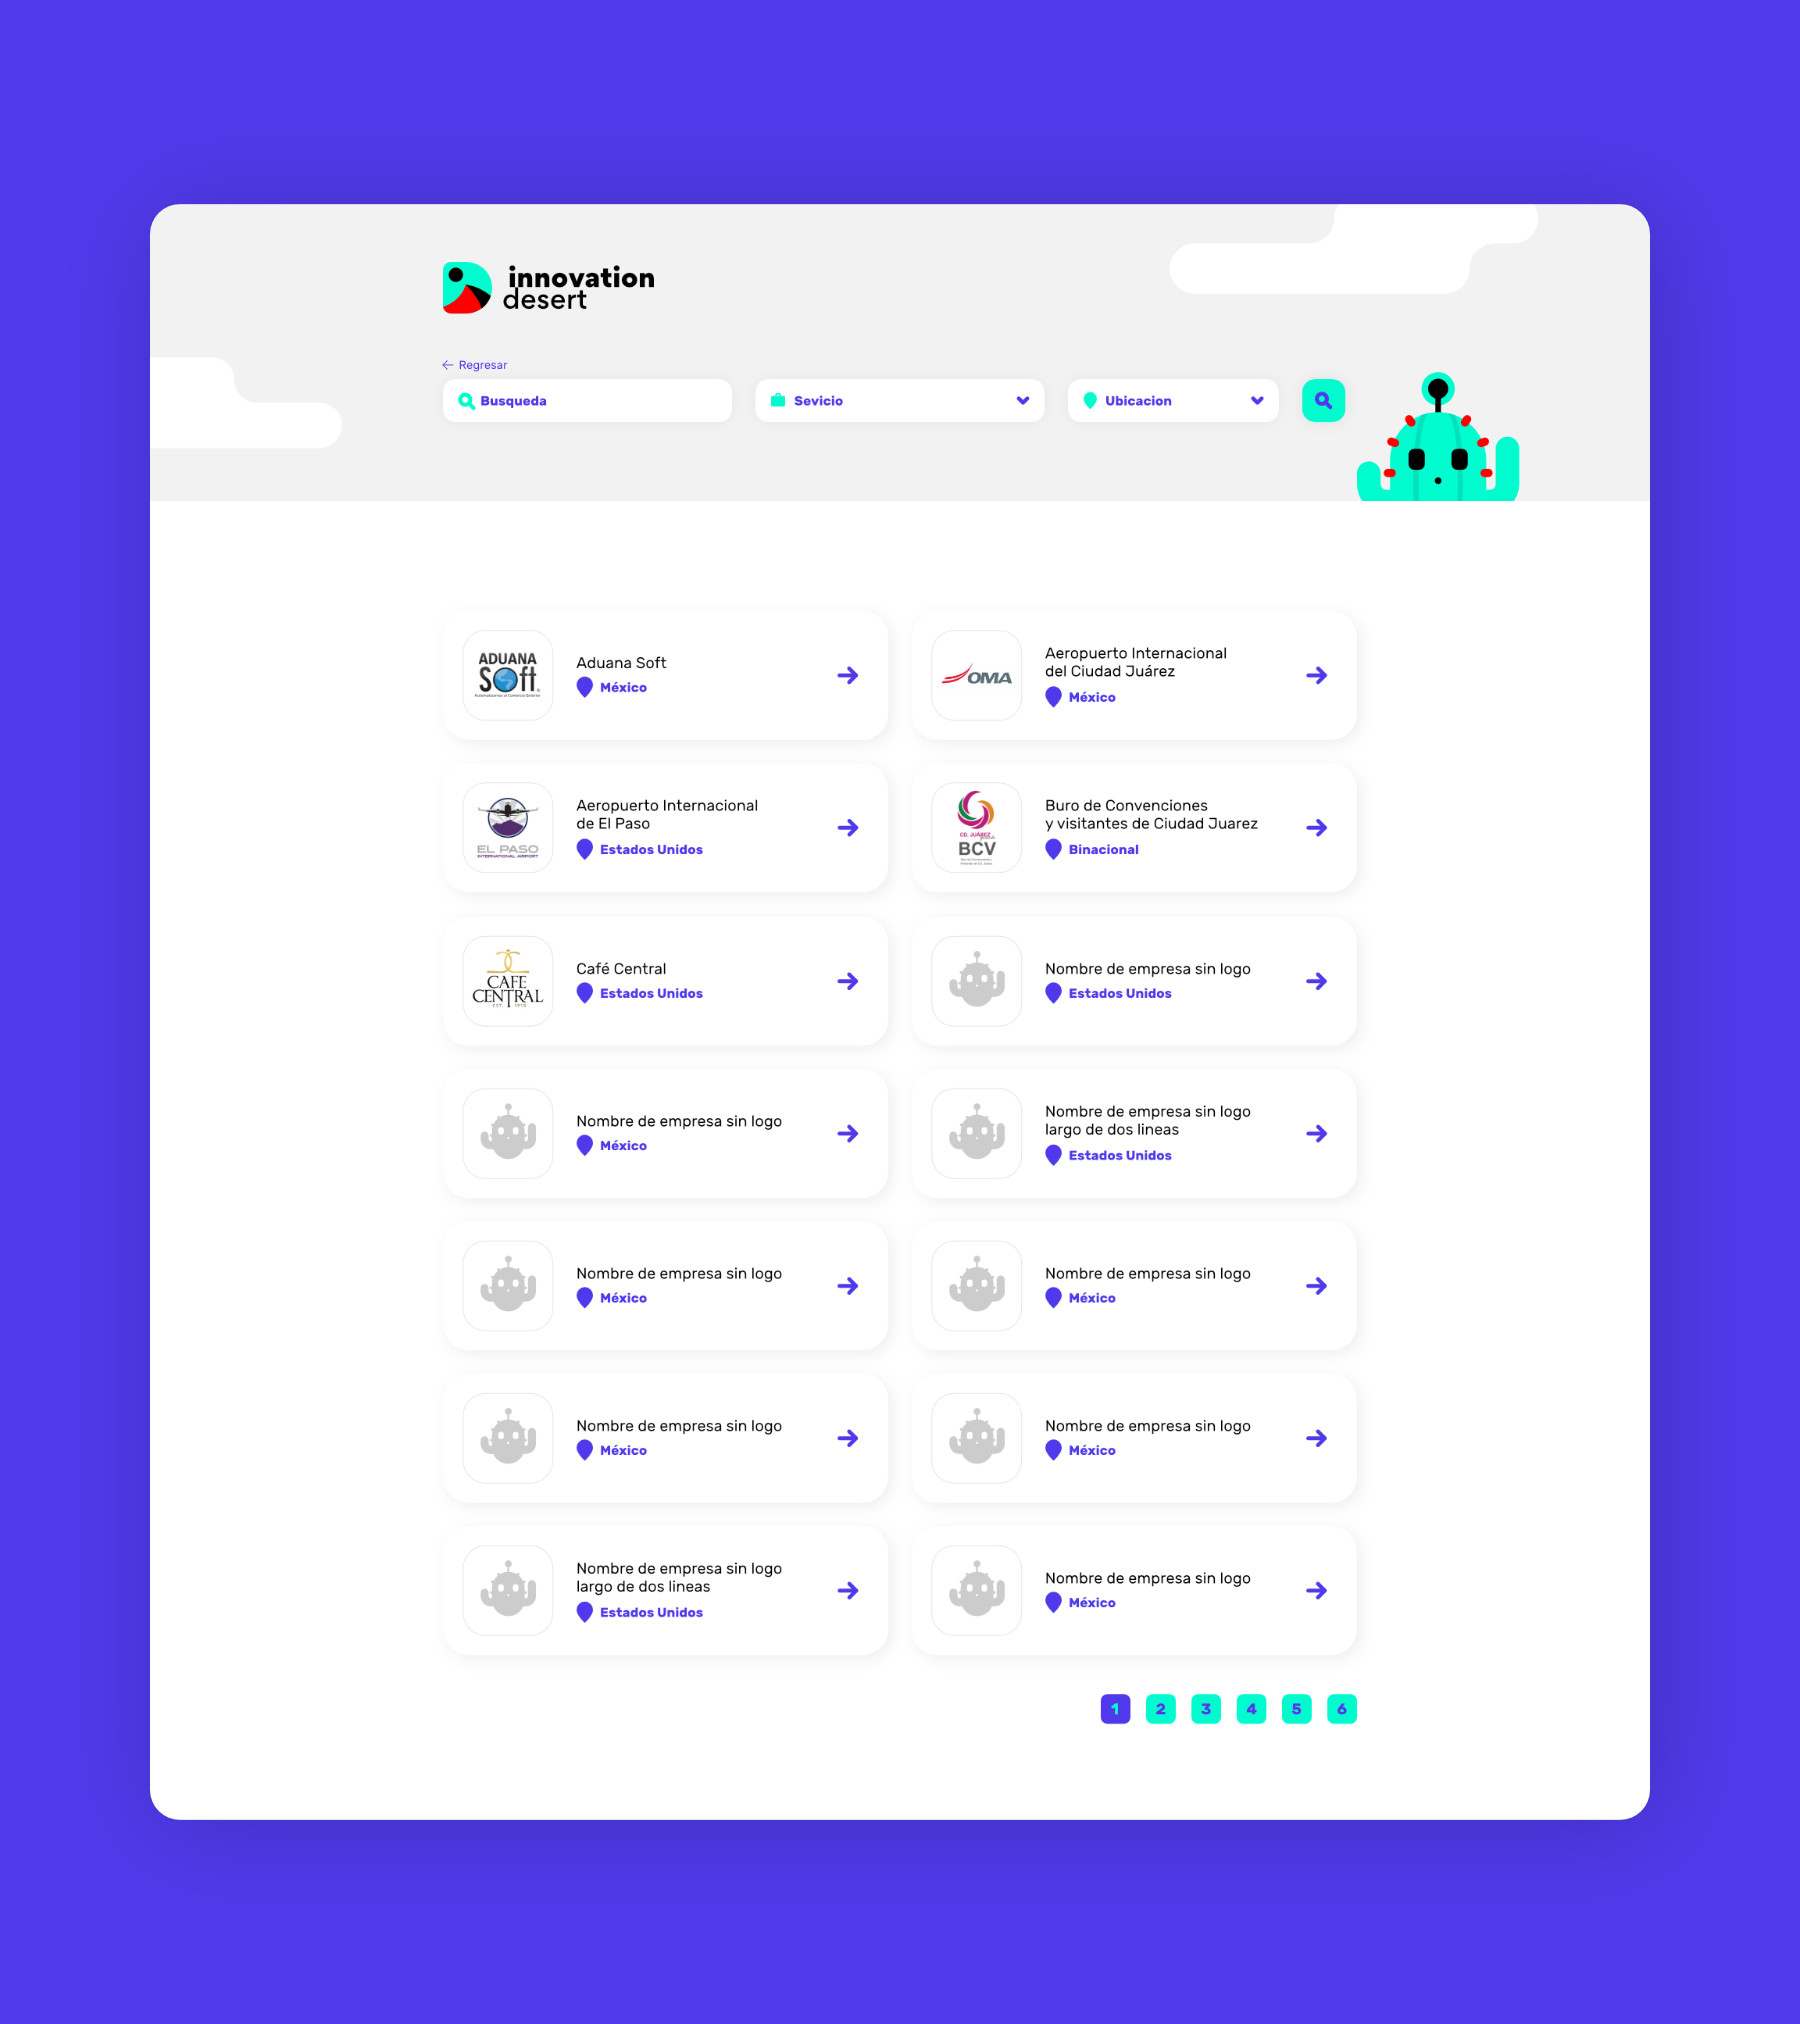 innovation
desert
Regresar
Busqueda
Sevicio
Ubicacion
ADUANA
Soft
Aduana Soft
México
OMA
Aeropuerto Internacional
del Ciudad Juárez
México
EL PASO
INTERNATIONAL AIRPORT
Aeropuerto Internacional
de El Paso
Estados Unidos
CD. JUÁREZ
BCV
Buro de Convenciones
y visitantes de Ciudad Juarez
Binacional
CAFE
CENTRAL
Café Central
Estados Unidos
Nombre de empresa sin logo
Estados Unidos
Nombre de empresa sin logo
México
Nombre de empresa sin logo
largo de dos lineas
Estados Unidos
Nombre de empresa sin logo
México
Nombre de empresa sin logo
México
Nombre de empresa sin logo
México
Nombre de empresa sin logo
México
Nombre de empresa sin logo
largo de dos lineas
Estados Unidos
Nombre de empresa sin logo
México
1 2 3 4 5 6